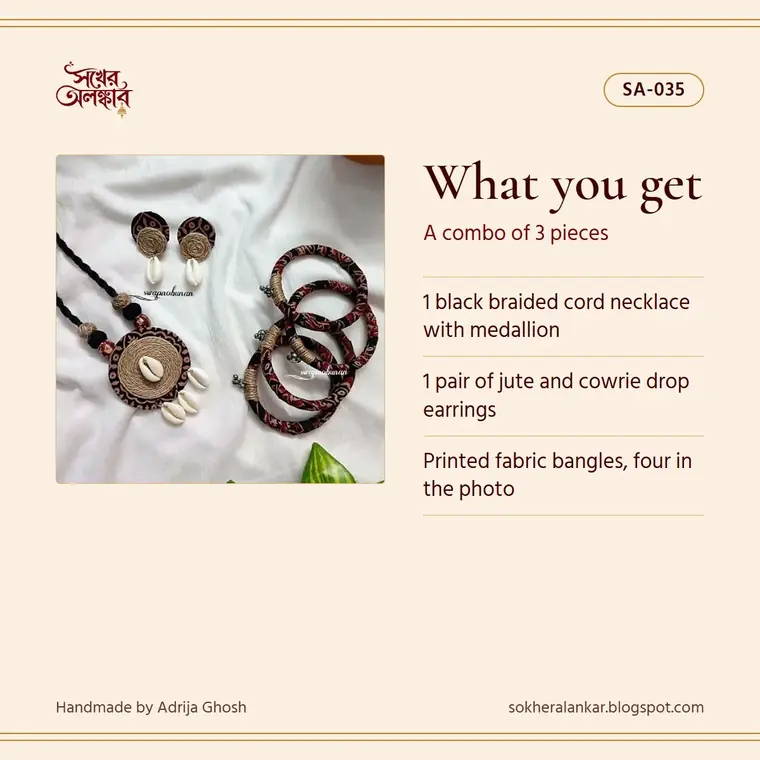 সখের
অলঙ্কার
SA-035
What you get
A combo of 3 pieces
1 black braided cord necklace
with medallion
1 pair of jute and cowrie drop
earrings
Printed fabric bangles, four in
the photo
swapnobunan
swapnobunan
Handmade by Adrija Ghosh
sokheralankar.blogspot.com